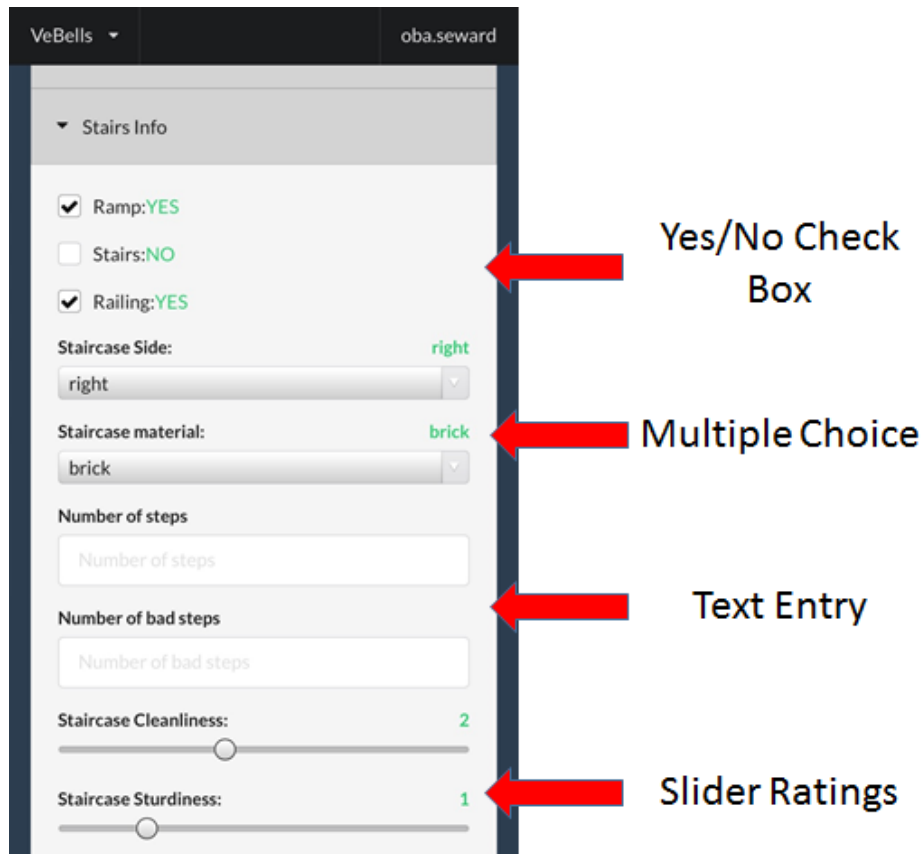 VeBells oba.seward
Stairs Info
Ramp:YES
Stairs:NO
Railing:YES
Yes/No Check
Box
Staircase Side: right
right
Staircase material: brick
brick
Multiple Choice
Number of steps
Number of steps
Number of bad steps
Number of bad steps
Text Entry
Staircase Cleanliness: 2
Staircase Sturdiness: 1
Slider Ratings